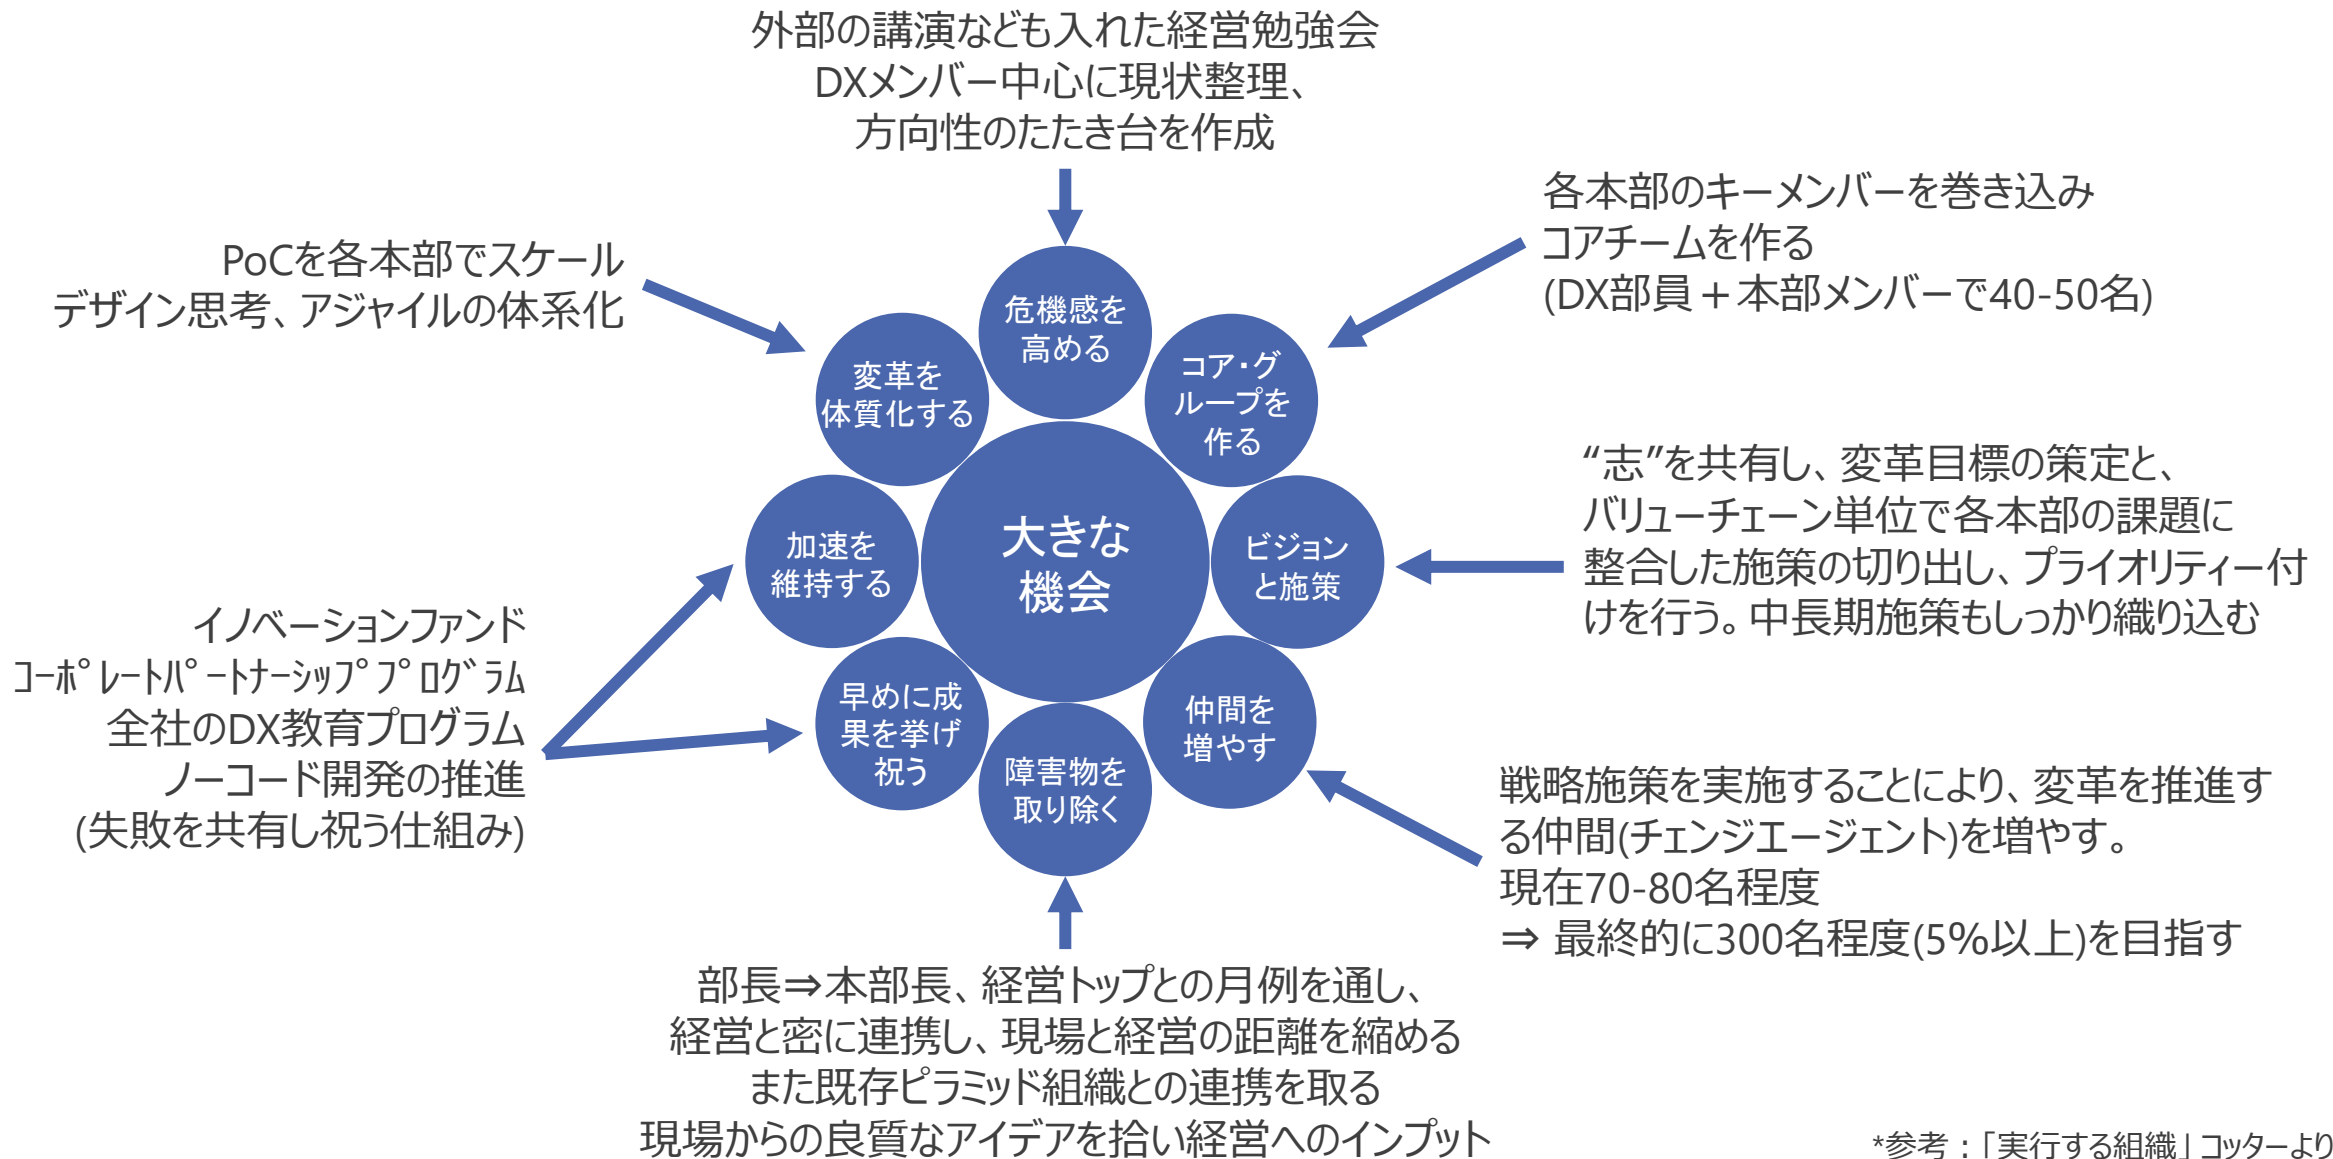 外部の講演なども入れた経営勉強会
DXメンバー中心に現状整理、
方向性のたたき台を作成
各本部のキーメンバーを巻き込み
コアチームを作る
(DX部員＋本部メンバーで40-50名)
PoCを各本部でスケール
デザイン思考、アジャイルの体系化
危機感を
高める
コア・グ
ループを
作る
変革を
体質化する
“志”を共有し、変革目標の策定と、
バリューチェーン単位で各本部の課題に
整合した施策の切り出し、プライオリティー付
けを行う。中長期施策もしっかり織り込む
大きな
機会
ビジョン
と施策
加速を
維持する
イノベーションファンド
ｺｰﾎﾟﾚｰﾄﾊﾟｰﾄﾅｰｼｯﾌﾟﾌﾟﾛｸﾞﾗﾑ
全社のDX教育プログラム
ノーコード開発の推進
(失敗を共有し祝う仕組み)
早めに成
果を挙げ
祝う
仲間を
増やす
障害物を
取り除く
戦略施策を実施することにより、変革を推進す
る仲間(チェンジエージェント)を増やす。
現在70-80名程度
⇒ 最終的に300名程度(5%以上)を目指す
部長⇒本部長、経営トップとの月例を通し、
経営と密に連携し、現場と経営の距離を縮める
また既存ピラミッド組織との連携を取る
現場からの良質なアイデアを拾い経営へのインプット
*参考：「実行する組織」コッターより